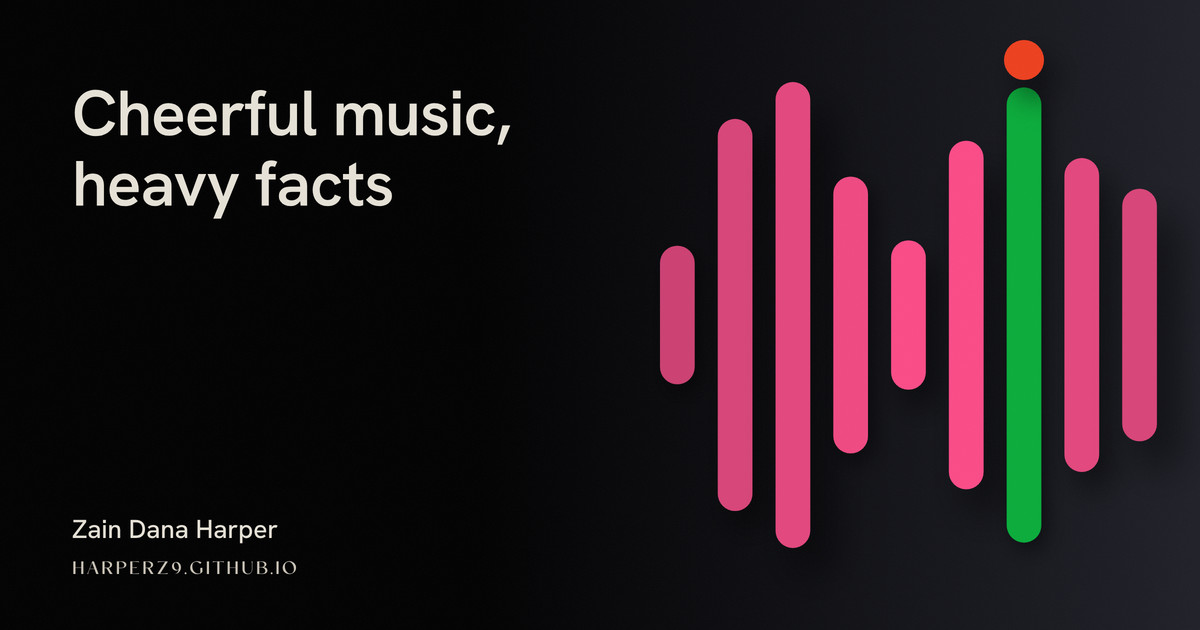 Cheerful music,
heavy facts
Zain Dana Harper
HARPERZ9.GITHUB.IO